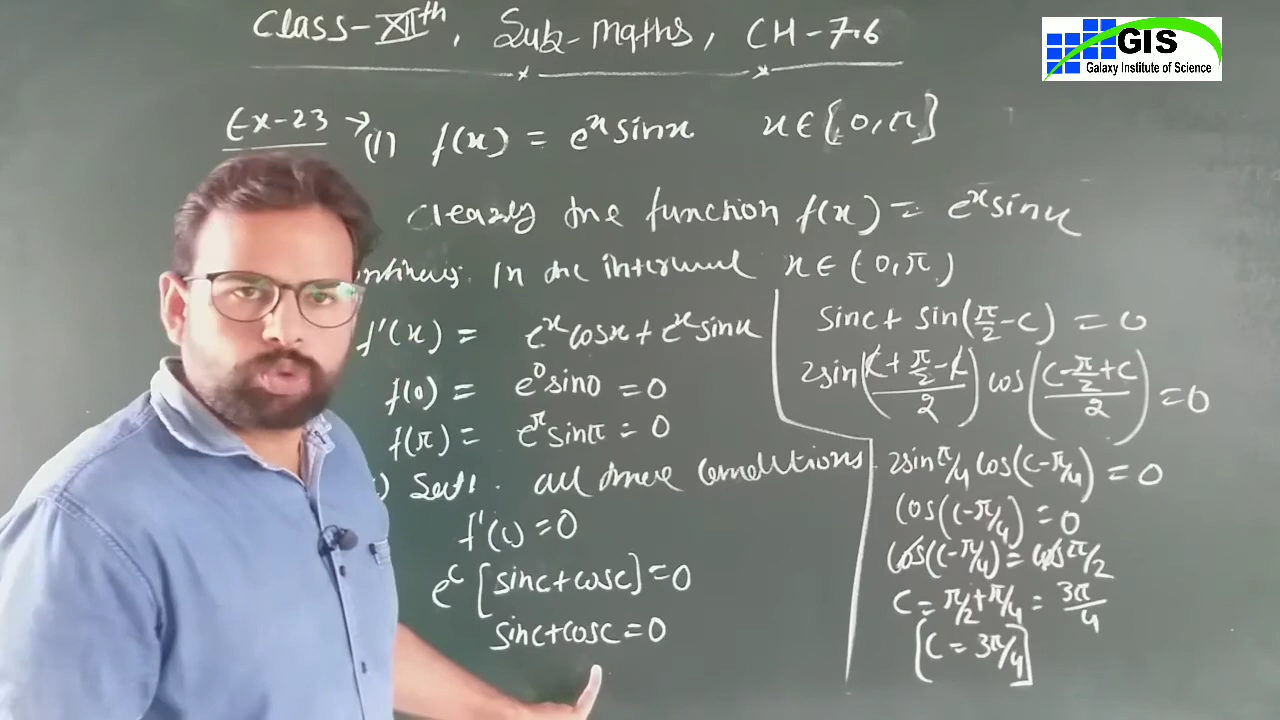 Class-XIIth, Sub-Maths, CH-7.6
GIS
Galaxy Institute of Science
Ex-23 → (1) f(x) = e^x sinx x∈[0,π]
Clearly the function f(x) = e^x sinx
in the interval x∈(0,π)
f'(x) = e^x cosx + e^x sinx
f(0) = e^0 sin0 = 0
f(π) = e^π sinπ = 0
all three conditions
f'(c) = 0
e^c [sinc + cosc] = 0
sinc + cosc = 0
sinc + sin(π/2 - c) = 0
2sin((c + π/2 - c)/2) cos((c - π/2 + c)/2) = 0
2sin π/4 cos(c - π/4) = 0
cos(c - π/4) = 0
cos(c - π/4) = cos π/2
c = π/2 + π/4 = 3π/4
[c = 3π/4]